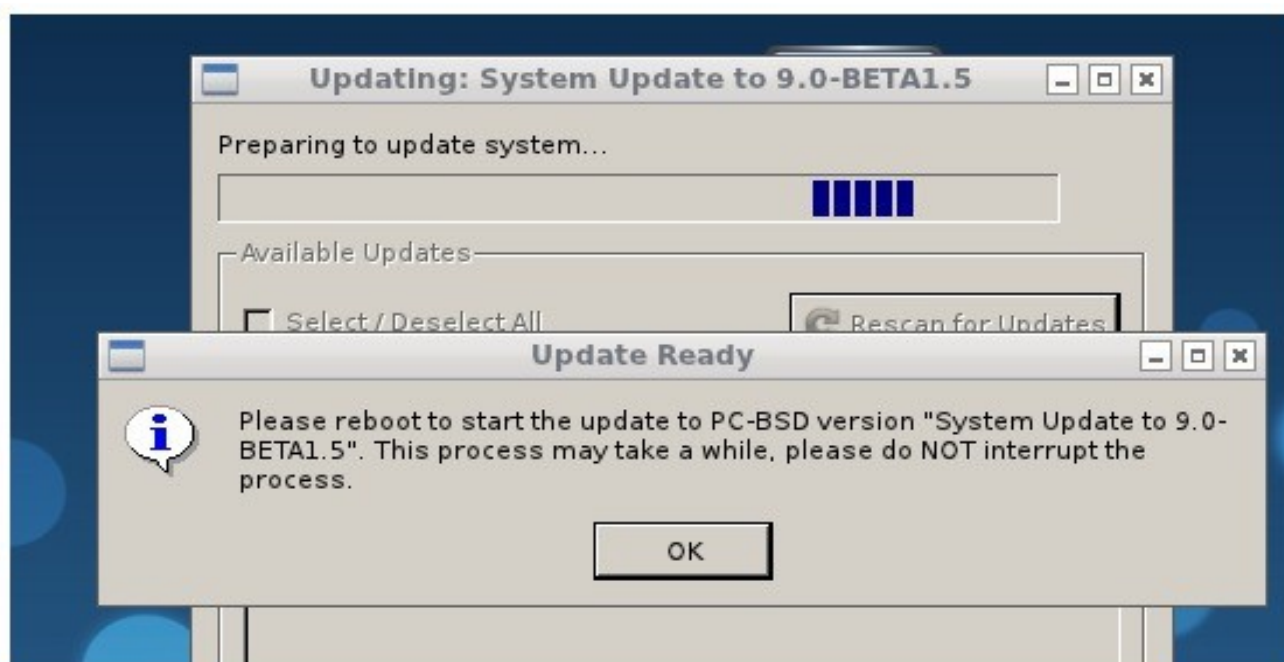 Updating: System Update to 9.0-BETA1.5
Preparing to update system...
Available Updates
Select / Deselect All
Rescan for Updates
Update Ready
Please reboot to start the update to PC-BSD version "System Update to 9.0-
BETA1.5". This process may take a while, please do NOT interrupt the
process.
OK